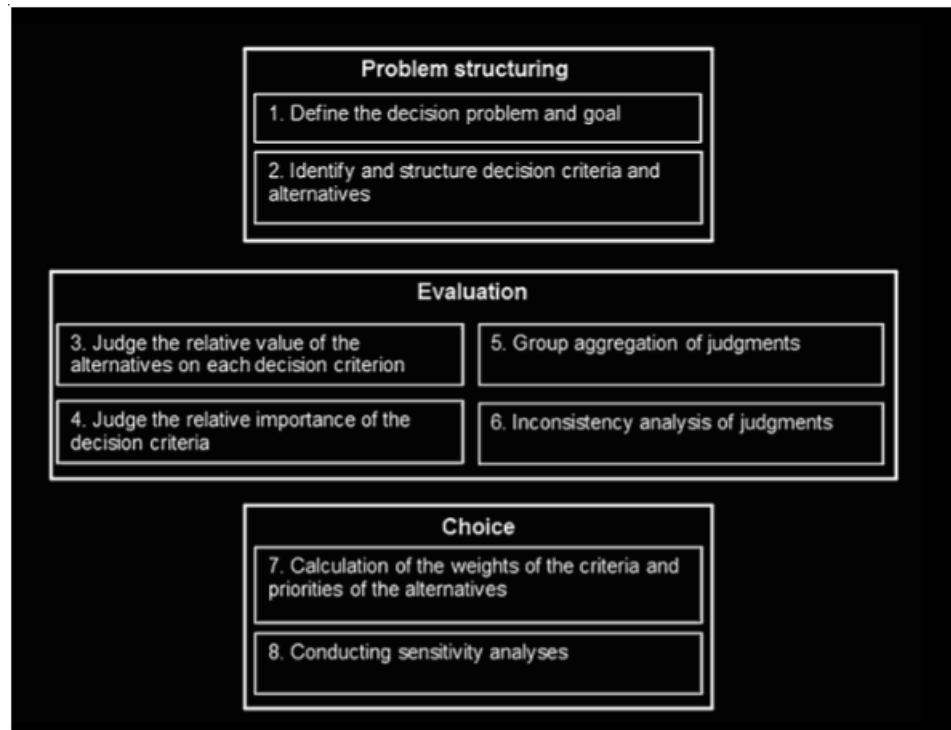 Problem structuring
1. Define the decision problem and goal
2. Identify and structure decision criteria and
alternatives
Evaluation
3. Judge the relative value of the
alternatives on each decision criterion
4. Judge the relative importance of the
decision criteria
5. Group aggregation of judgments
6. Inconsistency analysis of judgments
Choice
7. Calculation of the weights of the criteria and
priorities of the alternatives
8. Conducting sensitivity analyses